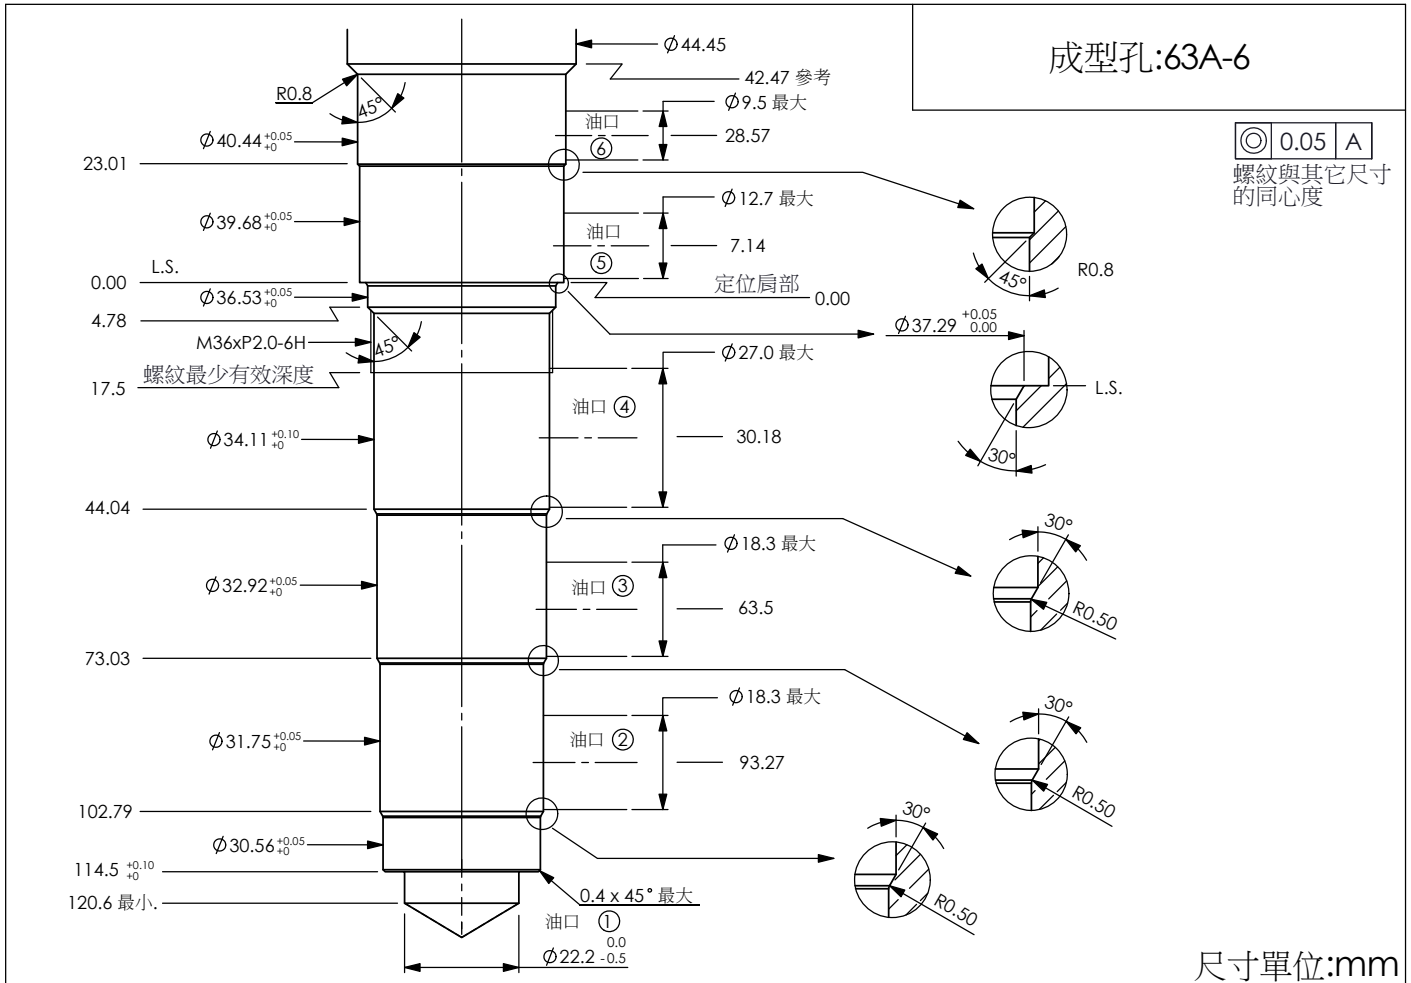 成型孔:63A-6
◎ 0.05 A
螺紋與其它尺寸
的同心度
Ø44.45
42.47 參考
R0.8
45°
Ø9.5 最大
油口
⑥
28.57
Ø40.44 +0.05 +0
23.01
Ø12.7 最大
Ø39.68 +0.05 +0
油口
⑤
7.14
45°
R0.8
L.S.
0.00
定位肩部
0.00
Ø36.53 +0.05 +0
4.78
Ø37.29 +0.05 0.00
M36xP2.0-6H
45°
Ø27.0 最大
螺紋最少有效深度
17.5
L.S.
30°
油口 ④
Ø34.11 +0.10 +0
30.18
44.04
30°
Ø18.3 最大
Ø32.92 +0.05 +0
油口 ③
63.5
R0.50
73.03
Ø18.3 最大
30°
Ø31.75 +0.05 +0
油口 ②
93.27
R0.50
102.79
30°
Ø30.56 +0.05 +0
114.5 +0.10 +0
120.6 最小.
0.4 x 45° 最大
R0.50
油口 ①
Ø22.2 0.0 -0.5
尺寸單位:mm